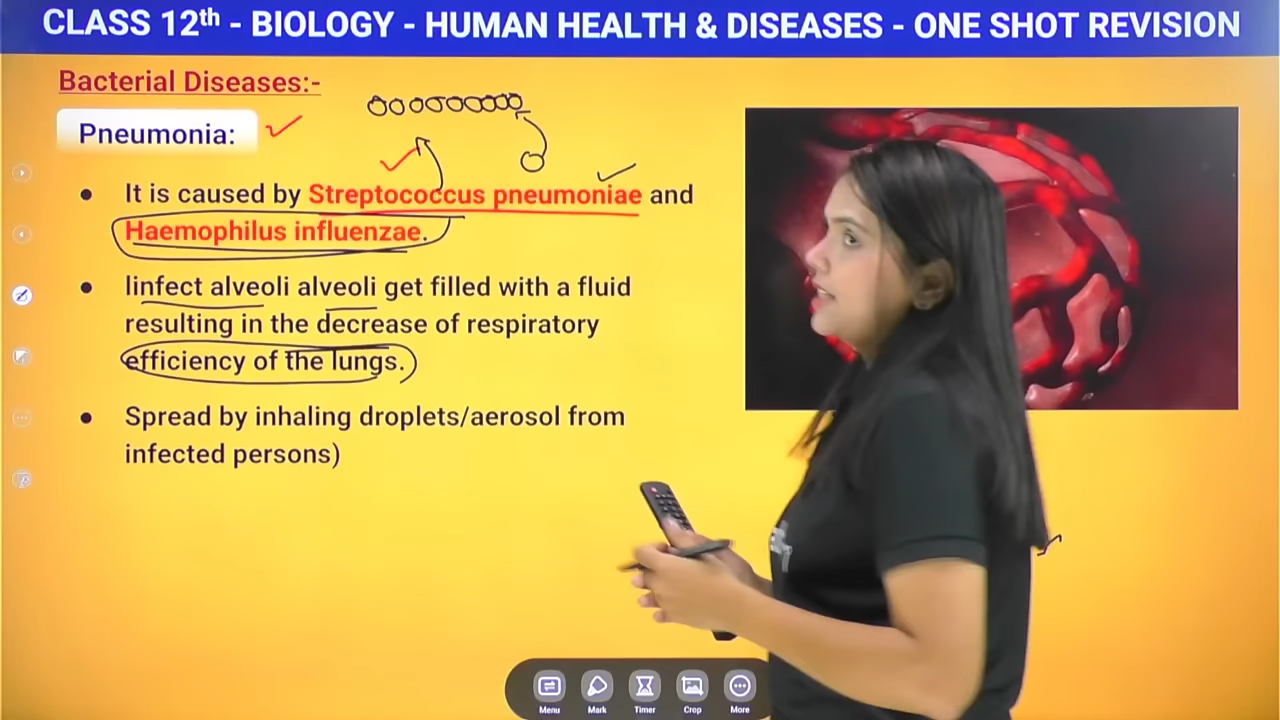 CLASS 12th - BIOLOGY - HUMAN HEALTH & DISEASES - ONE SHOT REVISION
Bacterial Diseases:-
Pneumonia:
It is caused by Streptococcus pneumoniae and
Haemophilus influenzae.
Iinfect alveoli alveoli get filled with a fluid
resulting in the decrease of respiratory
efficiency of the lungs.
Spread by inhaling droplets/aerosol from
infected persons)
Menu Mark Timer Crop More